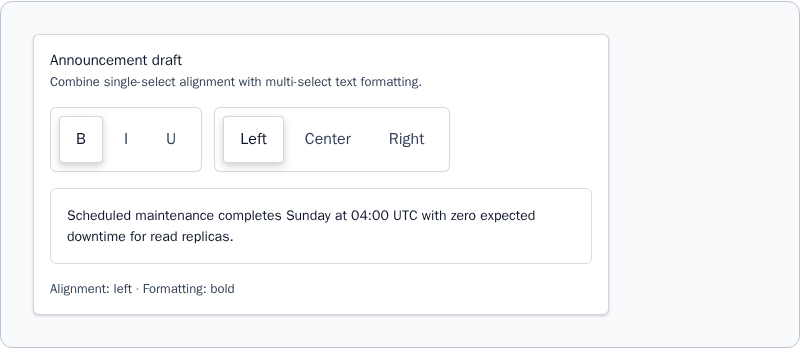 Announcement draft
Combine single-select alignment with multi-select text formatting.
B I U Left Center Right
Scheduled maintenance completes Sunday at 04:00 UTC with zero expected
downtime for read replicas.
Alignment: left · Formatting: bold